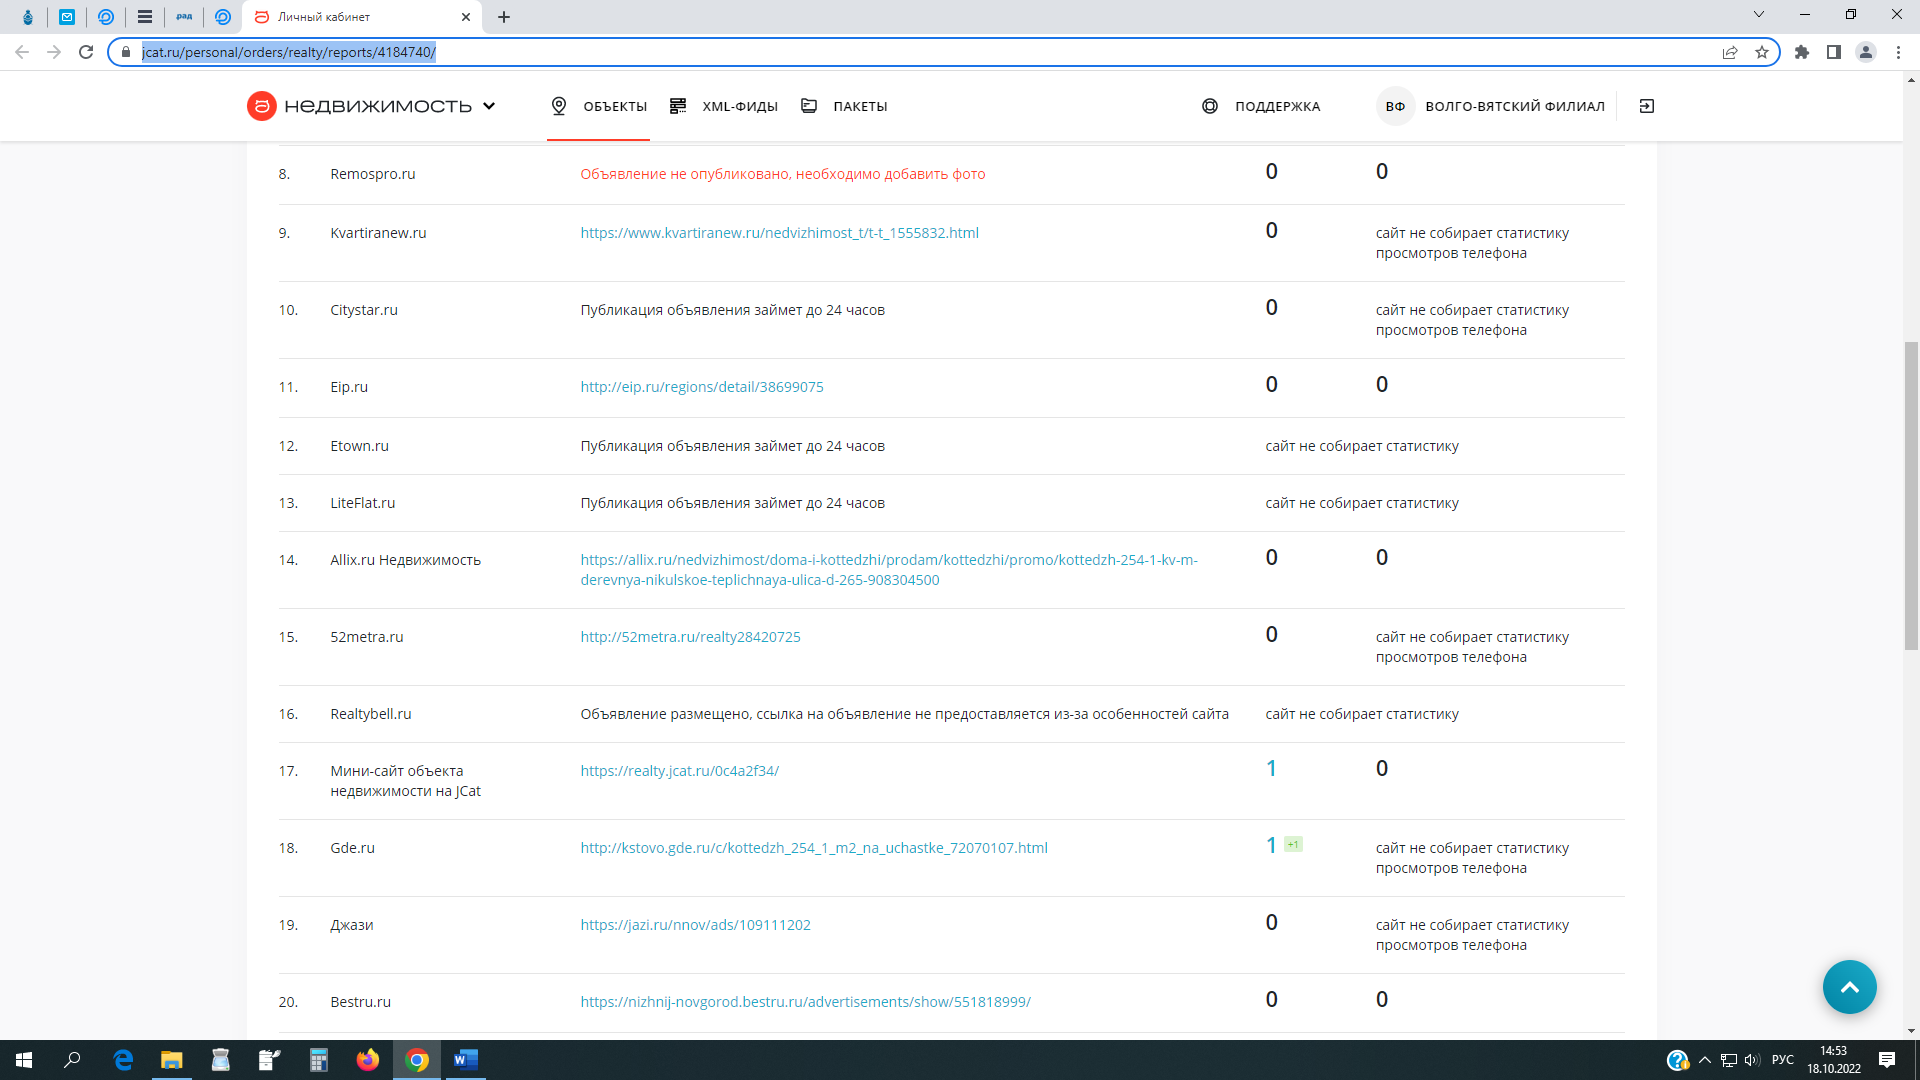 рад
Личный кабинет
jcat.ru/personal/orders/realty/reports/4184740/
недвижимость
ОБЪЕКТЫ
XML-ФИДЫ
ПАКЕТЫ
ПОДДЕРЖКА
ВФ
ВОЛГО-ВЯТСКИЙ ФИЛИАЛ
8. Remospro.ru Объявление не опубликовано, необходимо добавить фото 0 0
9. Kvartiranew.ru https://www.kvartiranew.ru/nedvizhimost_t/t-t_1555832.html 0 сайт не собирает статистику
просмотров телефона
10. Citystar.ru Публикация объявления займет до 24 часов 0 сайт не собирает статистику
просмотров телефона
11. Eip.ru http://eip.ru/regions/detail/38699075 0 0
12. Etown.ru Публикация объявления займет до 24 часов сайт не собирает статистику
13. LiteFlat.ru Публикация объявления займет до 24 часов сайт не собирает статистику
14. Allix.ru Недвижимость https://allix.ru/nedvizhimost/doma-i-kottedzhi/prodam/kottedzhi/promo/kottedzh-254-1-kv-m- 0 0
derevnya-nikulskoe-teplichnaya-ulica-d-265-908304500
15. 52metra.ru http://52metra.ru/realty28420725 0 сайт не собирает статистику
просмотров телефона
16. Realtybell.ru Объявление размещено, ссылка на объявление не предоставляется из-за особенностей сайта сайт не собирает статистику
17. Мини-сайт объекта https://realty.jcat.ru/0c4a2f34/ 1 0
недвижимости на JCat
18. Gde.ru http://kstovo.gde.ru/c/kottedzh_254_1_m2_na_uchastke_72070107.html 1 +1 сайт не собирает статистику
просмотров телефона
19. Джази https://jazi.ru/nnov/ads/109111202 0 сайт не собирает статистику
просмотров телефона
20. Bestru.ru https://nizhnij-novgorod.bestru.ru/advertisements/show/551818999/ 0 0
РУС
14:53
18.10.2022